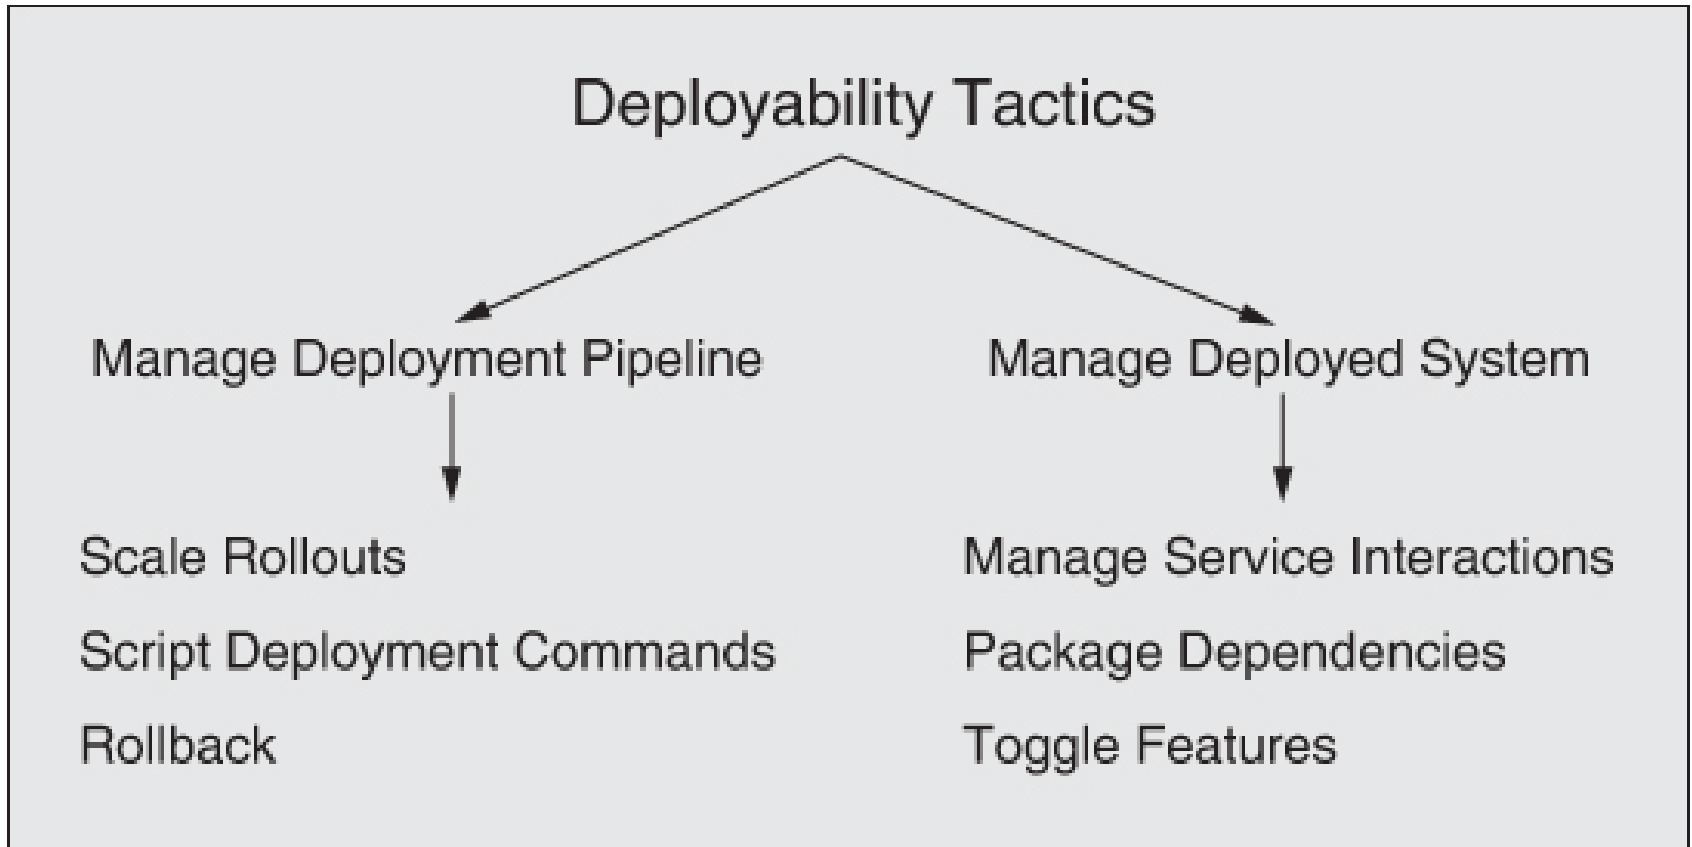 Deployability Tactics
Manage Deployment Pipeline
Manage Deployed System
Scale Rollouts
Script Deployment Commands
Rollback
Manage Service Interactions
Package Dependencies
Toggle Features